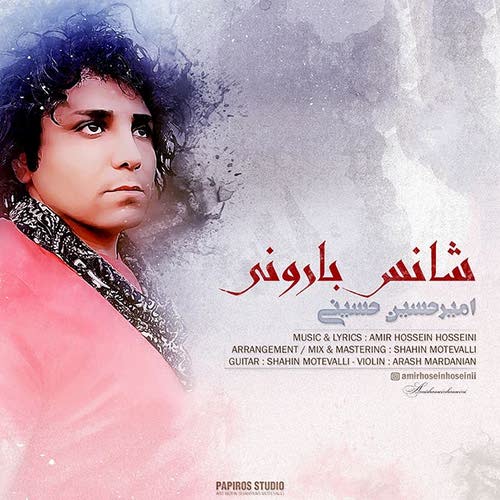 شانس بارونی
امیرحسین حسینی
MUSIC & LYRICS : AMIR HOSSEIN HOSSEINI
ARRANGEMENT / MIX & MASTERING : SHAHIN MOTEVALLI
GUITAR : SHAHIN MOTEVALLI - VIOLIN : ARASH MARDANIAN
amirhoseinhoseinii
Amirhoseinhoseini
PAPIROS STUDIO